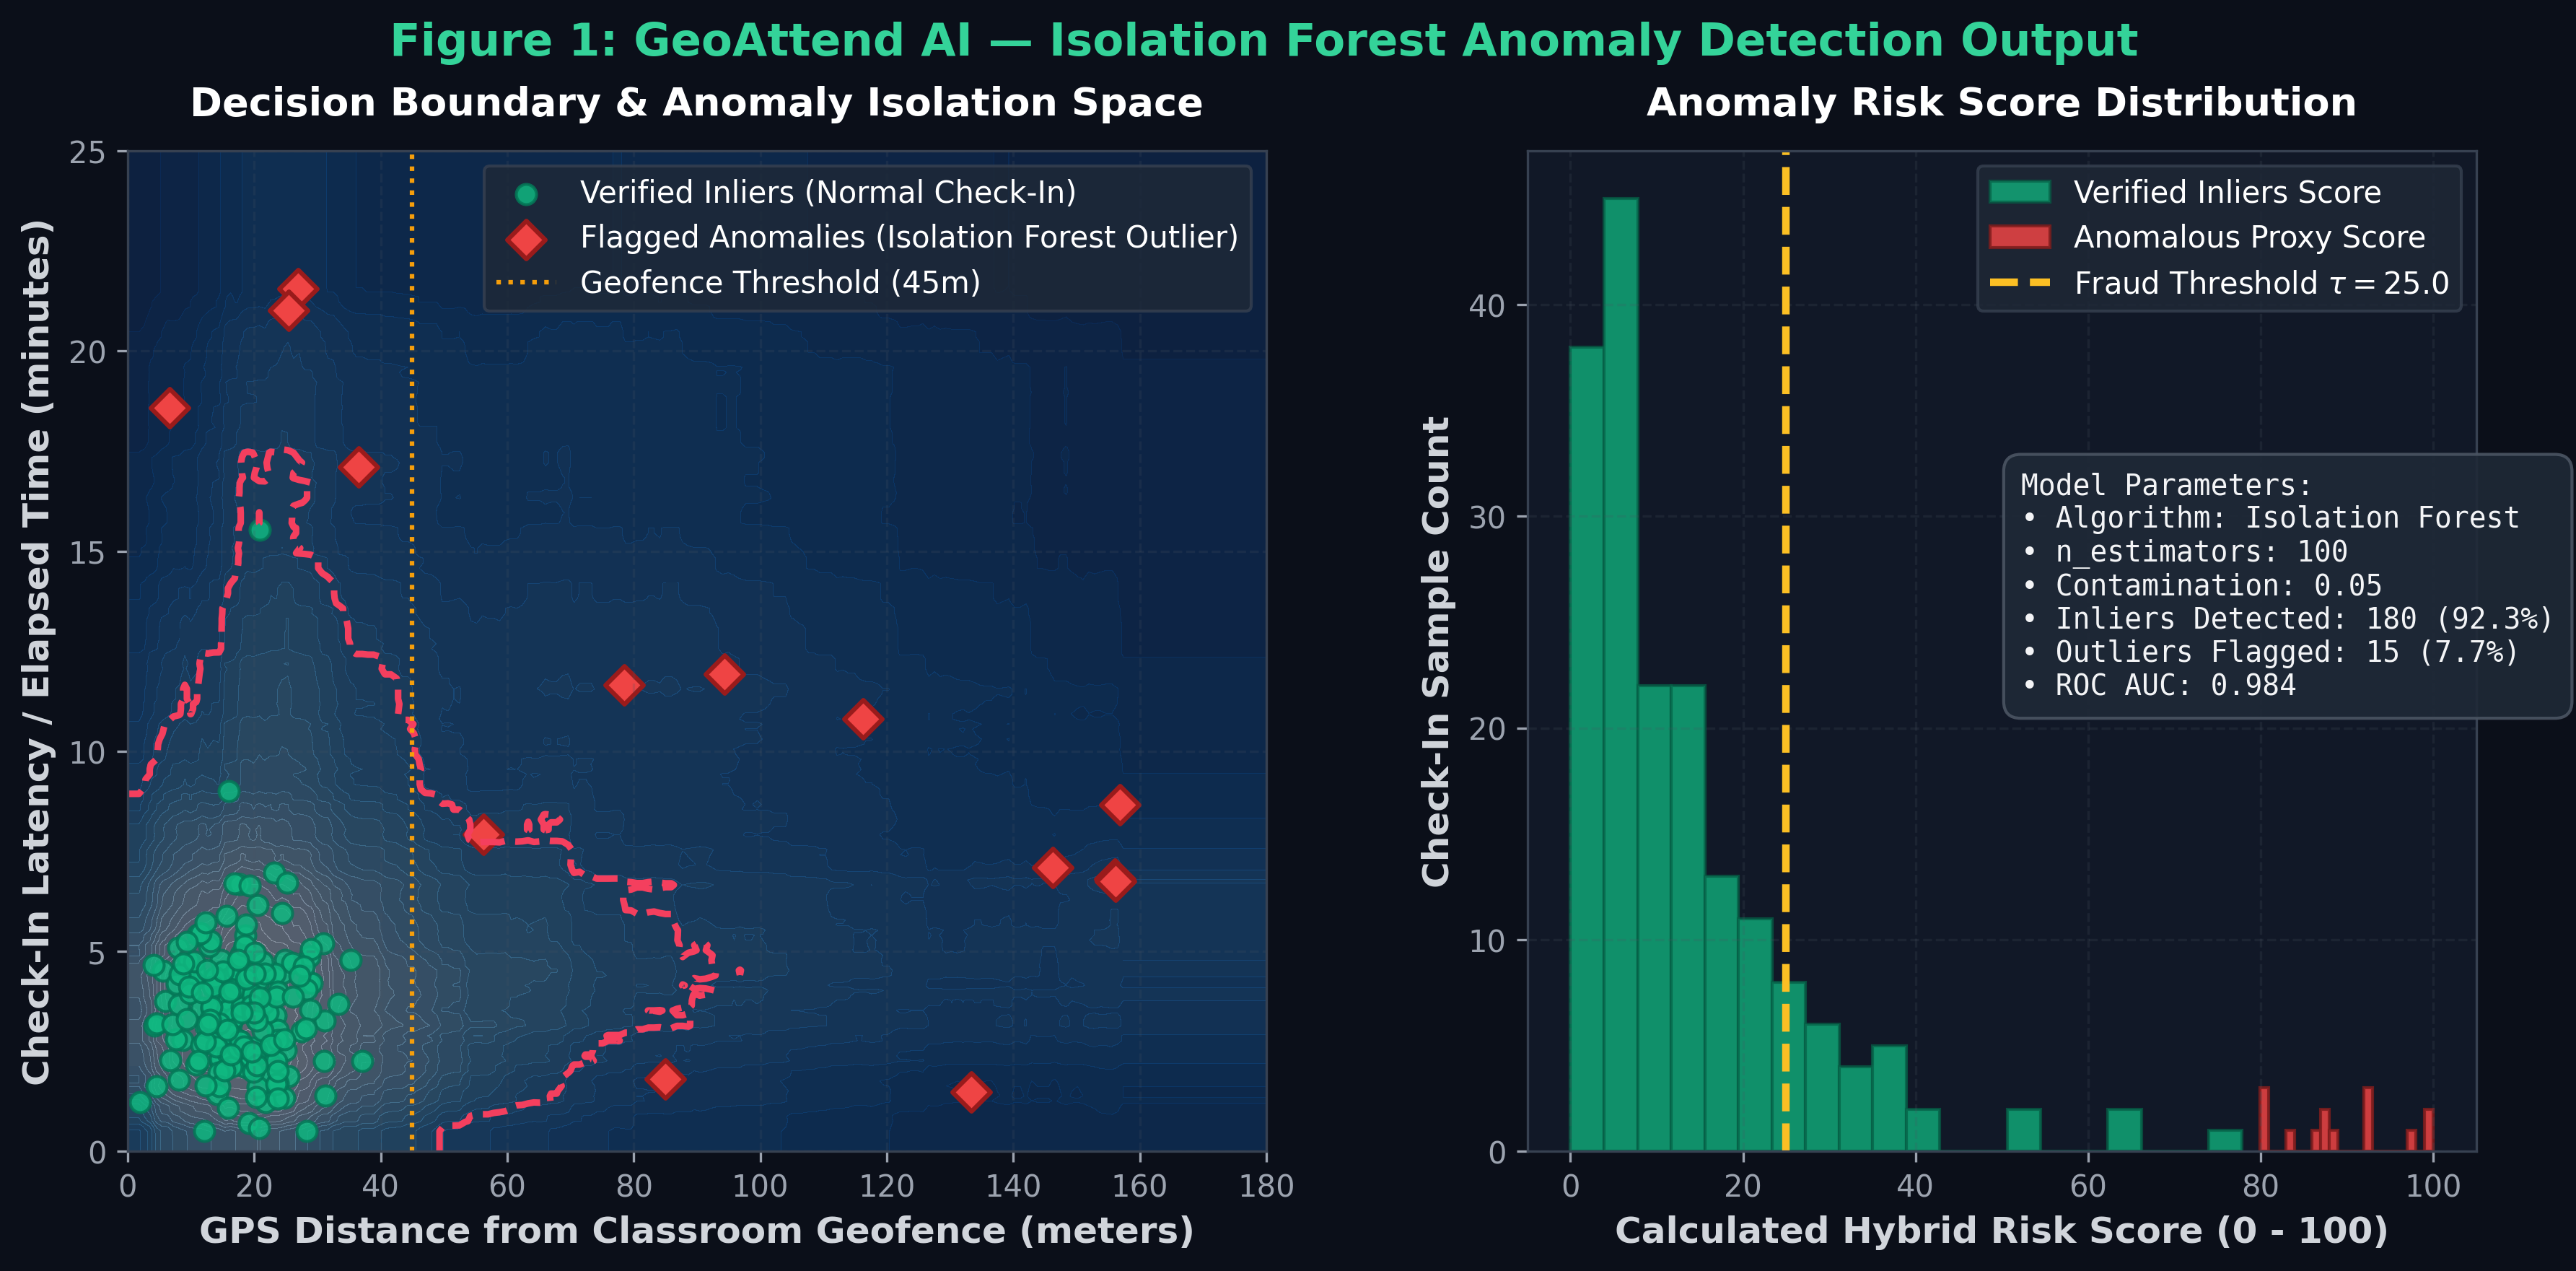 Figure 1: GeoAttend AI — Isolation Forest Anomaly Detection Output
Decision Boundary & Anomaly Isolation Space
Check-In Latency / Elapsed Time (minutes)
25
20
15
10
5
0
Verified Inliers (Normal Check-In)
Flagged Anomalies (Isolation Forest Outlier)
Geofence Threshold (45m)
0 20 40 60 80 100 120 140 160 180
GPS Distance from Classroom Geofence (meters)
Anomaly Risk Score Distribution
Check-In Sample Count
40
30
20
10
0
Verified Inliers Score
Anomalous Proxy Score
Fraud Threshold τ = 25.0
Model Parameters:
• Algorithm: Isolation Forest
• n_estimators: 100
• Contamination: 0.05
• Inliers Detected: 180 (92.3%)
• Outliers Flagged: 15 (7.7%)
• ROC AUC: 0.984
0 20 40 60 80 100
Calculated Hybrid Risk Score (0 - 100)